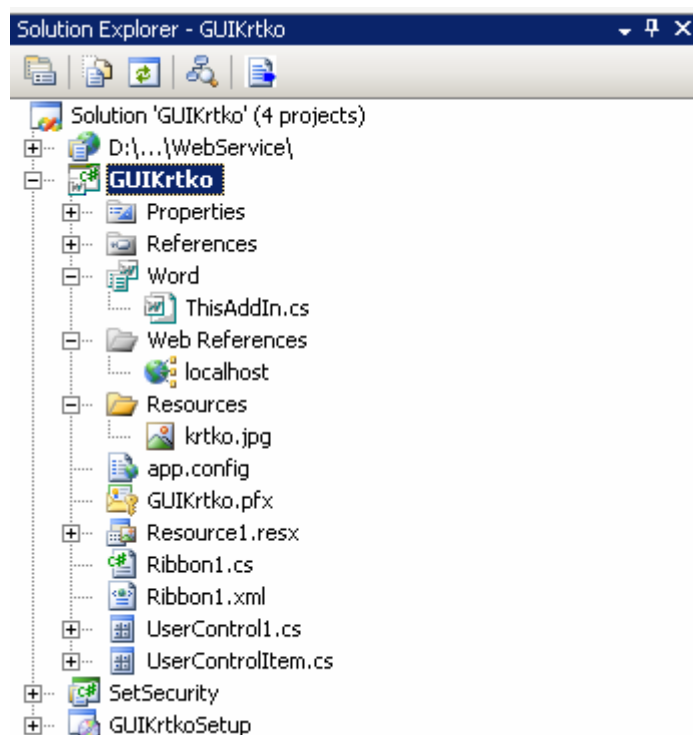 Solution Explorer - GUIKrtko
Solution 'GUIKrtko' (4 projects)
D:\...\WebService\
GUIKrtko
Properties
References
Word
ThisAddIn.cs
Web References
localhost
Resources
krtko.jpg
app.config
GUIKrtko.pfx
Resource1.resx
Ribbon1.cs
Ribbon1.xml
UserControl1.cs
UserControlItem.cs
SetSecurity
GUIKrtkoSetup